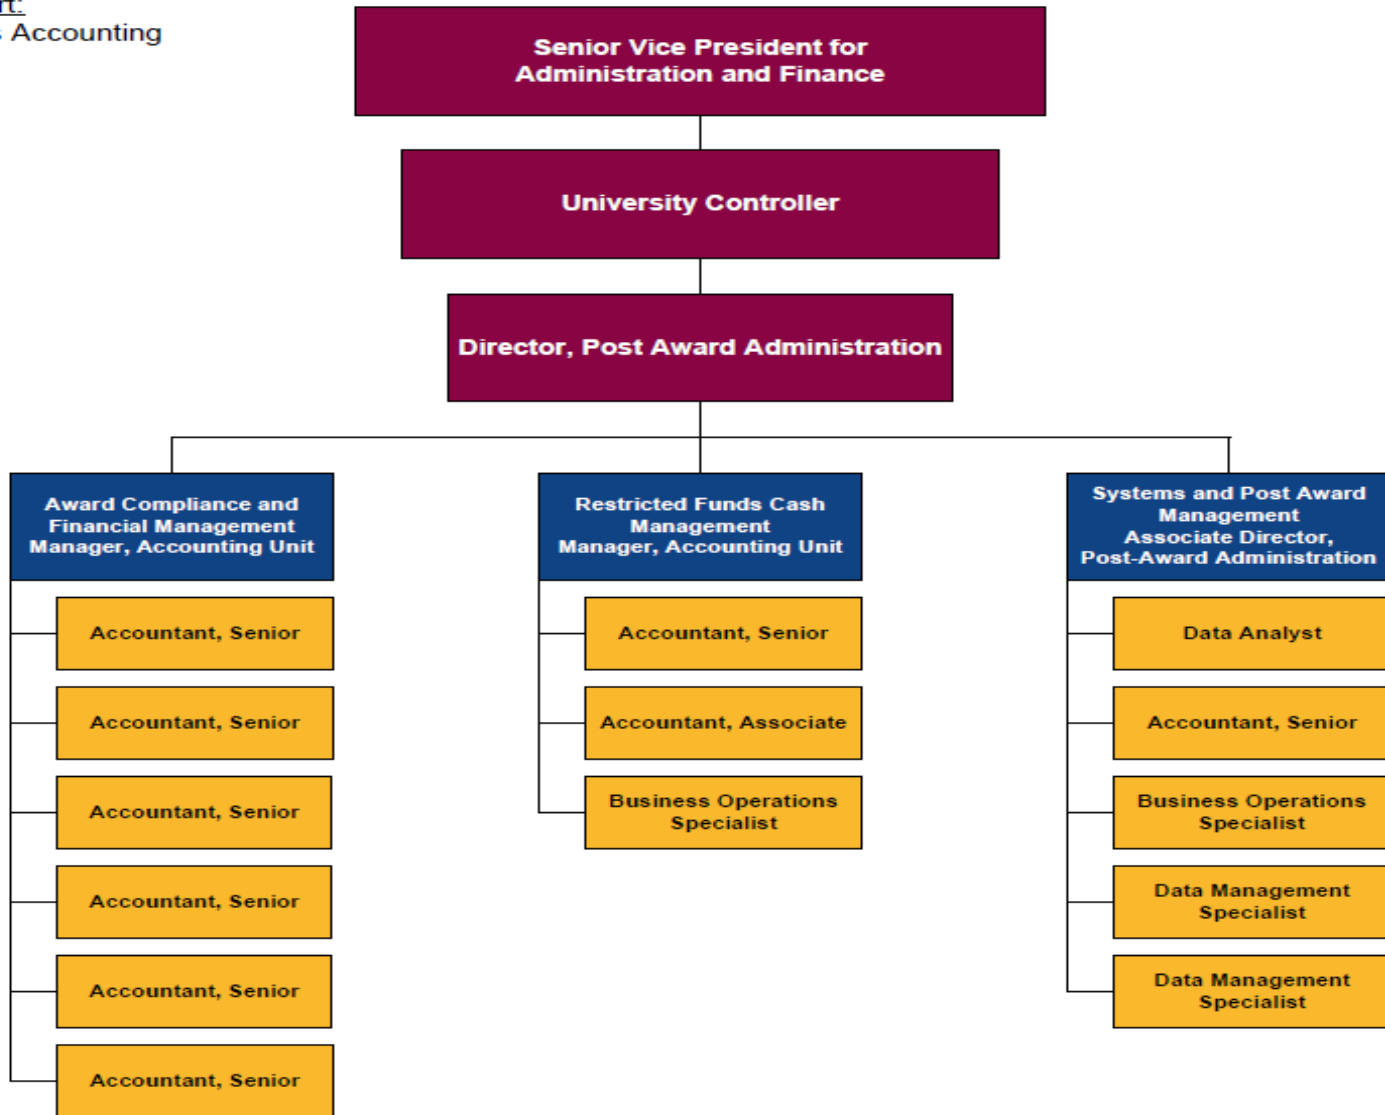 Accounting
Senior Vice President for
Administration and Finance
University Controller
Director, Post Award Administration
Award Compliance and
Financial Management
Manager, Accounting Unit
Accountant, Senior
Accountant, Senior
Accountant, Senior
Accountant, Senior
Accountant, Senior
Accountant, Senior
Restricted Funds Cash
Management
Manager, Accounting Unit
Accountant, Senior
Accountant, Associate
Business Operations
Specialist
Systems and Post Award
Management
Associate Director,
Post-Award Administration
Data Analyst
Accountant, Senior
Business Operations
Specialist
Data Management
Specialist
Data Management
Specialist